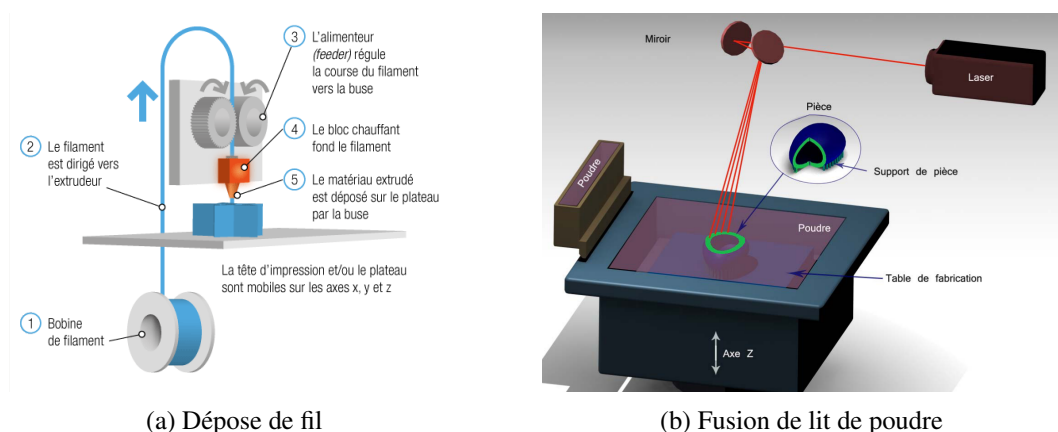 3 L'alimenteur
(feeder) régule
la course du filament
vers la buse
4 Le bloc chauffant
fond le filament
2 Le filament
est dirigé vers
l'extrudeur
5 Le matériau extrudé
est déposé sur le plateau
par la buse
La tête d'impression et/ou le plateau
sont mobiles sur les axes x, y et z
1 Bobine
de filament
(a) Dépose de fil
Miroir
Laser
Pièce
Poudre
Support de pièce
Poudre
Table de fabrication
Axe Z
(b) Fusion de lit de poudre